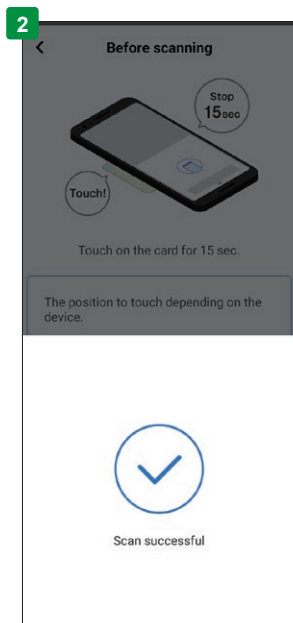 2
Before scanning
Stop
15sec
Touch!
Touch on the card for 15 sec.
The position to touch depending on the
device.
Scan successful